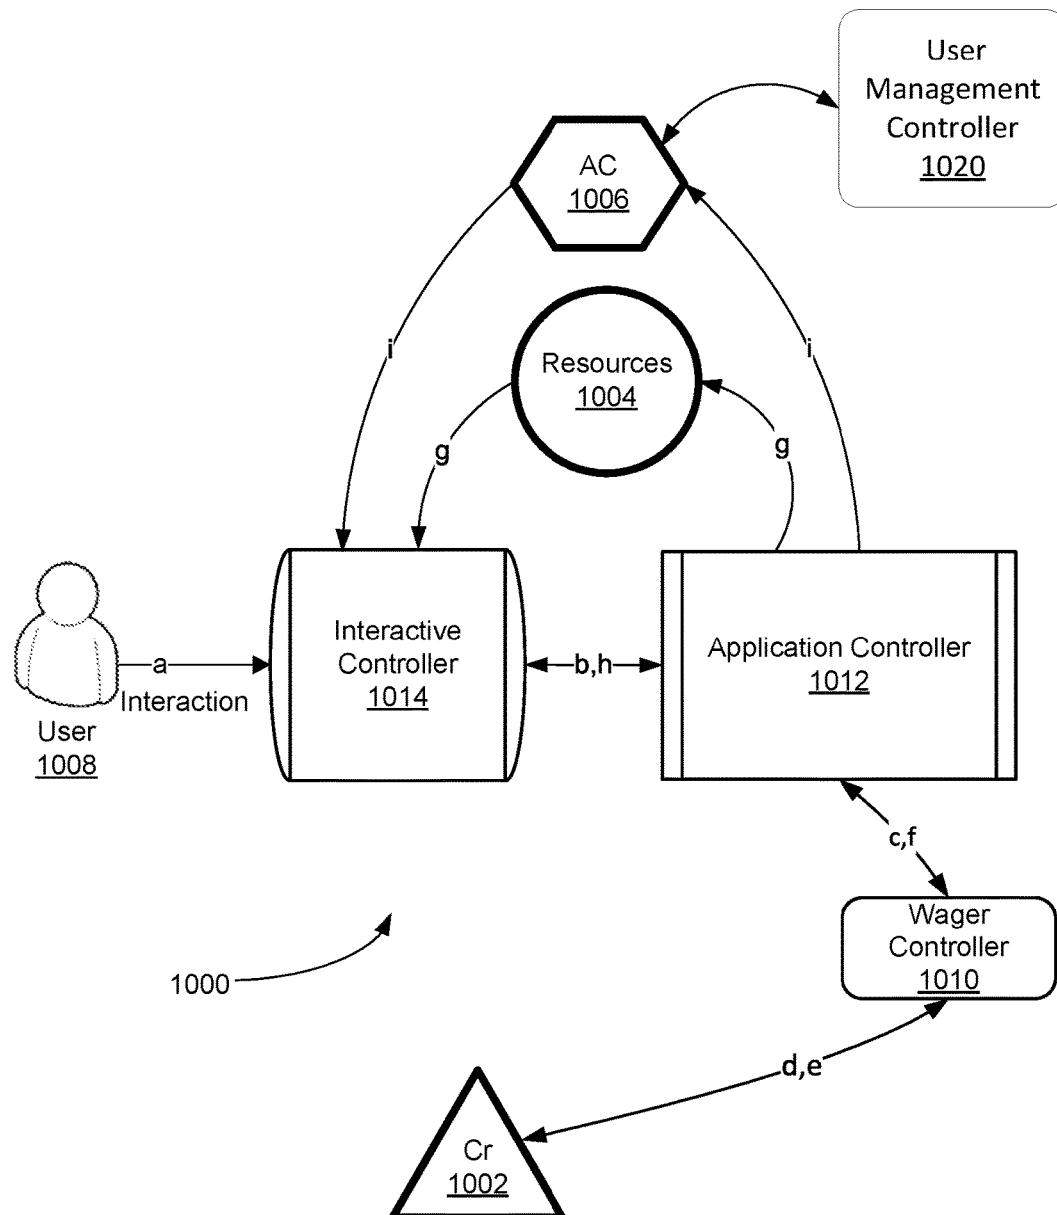 User
Management
Controller
1020
AC
1006
i
i
Resources
1004
g
g
Interactive
Controller
1014
Application Controller
1012
a
Interaction
b,h
User
1008
c,f
Wager
Controller
1010
1000
d,e
Cr
1002